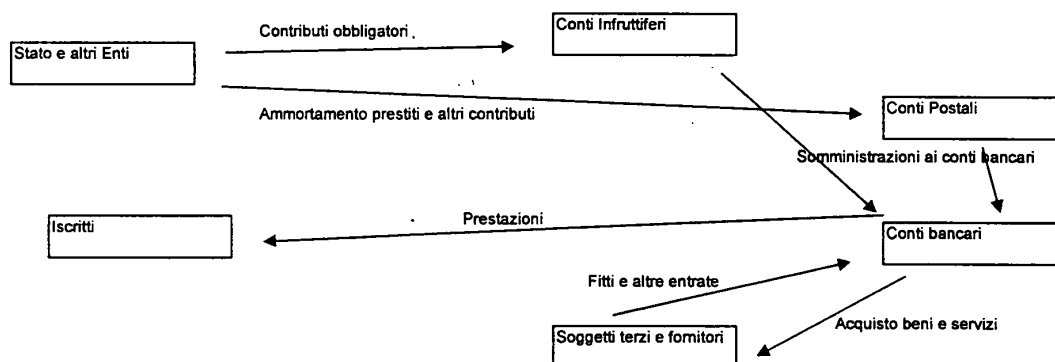 Contributi obbligatori
Conti Infruttiferi
Stato e altri Enti
Ammortamento prestiti e altri contributi
Conti Postali
Somministrazioni ai conti bancari
Iscritti
Prestazioni
Conti bancari
Fitti e altre entrate
Soggetti terzi e fornitori
Acquisto beni e servizi